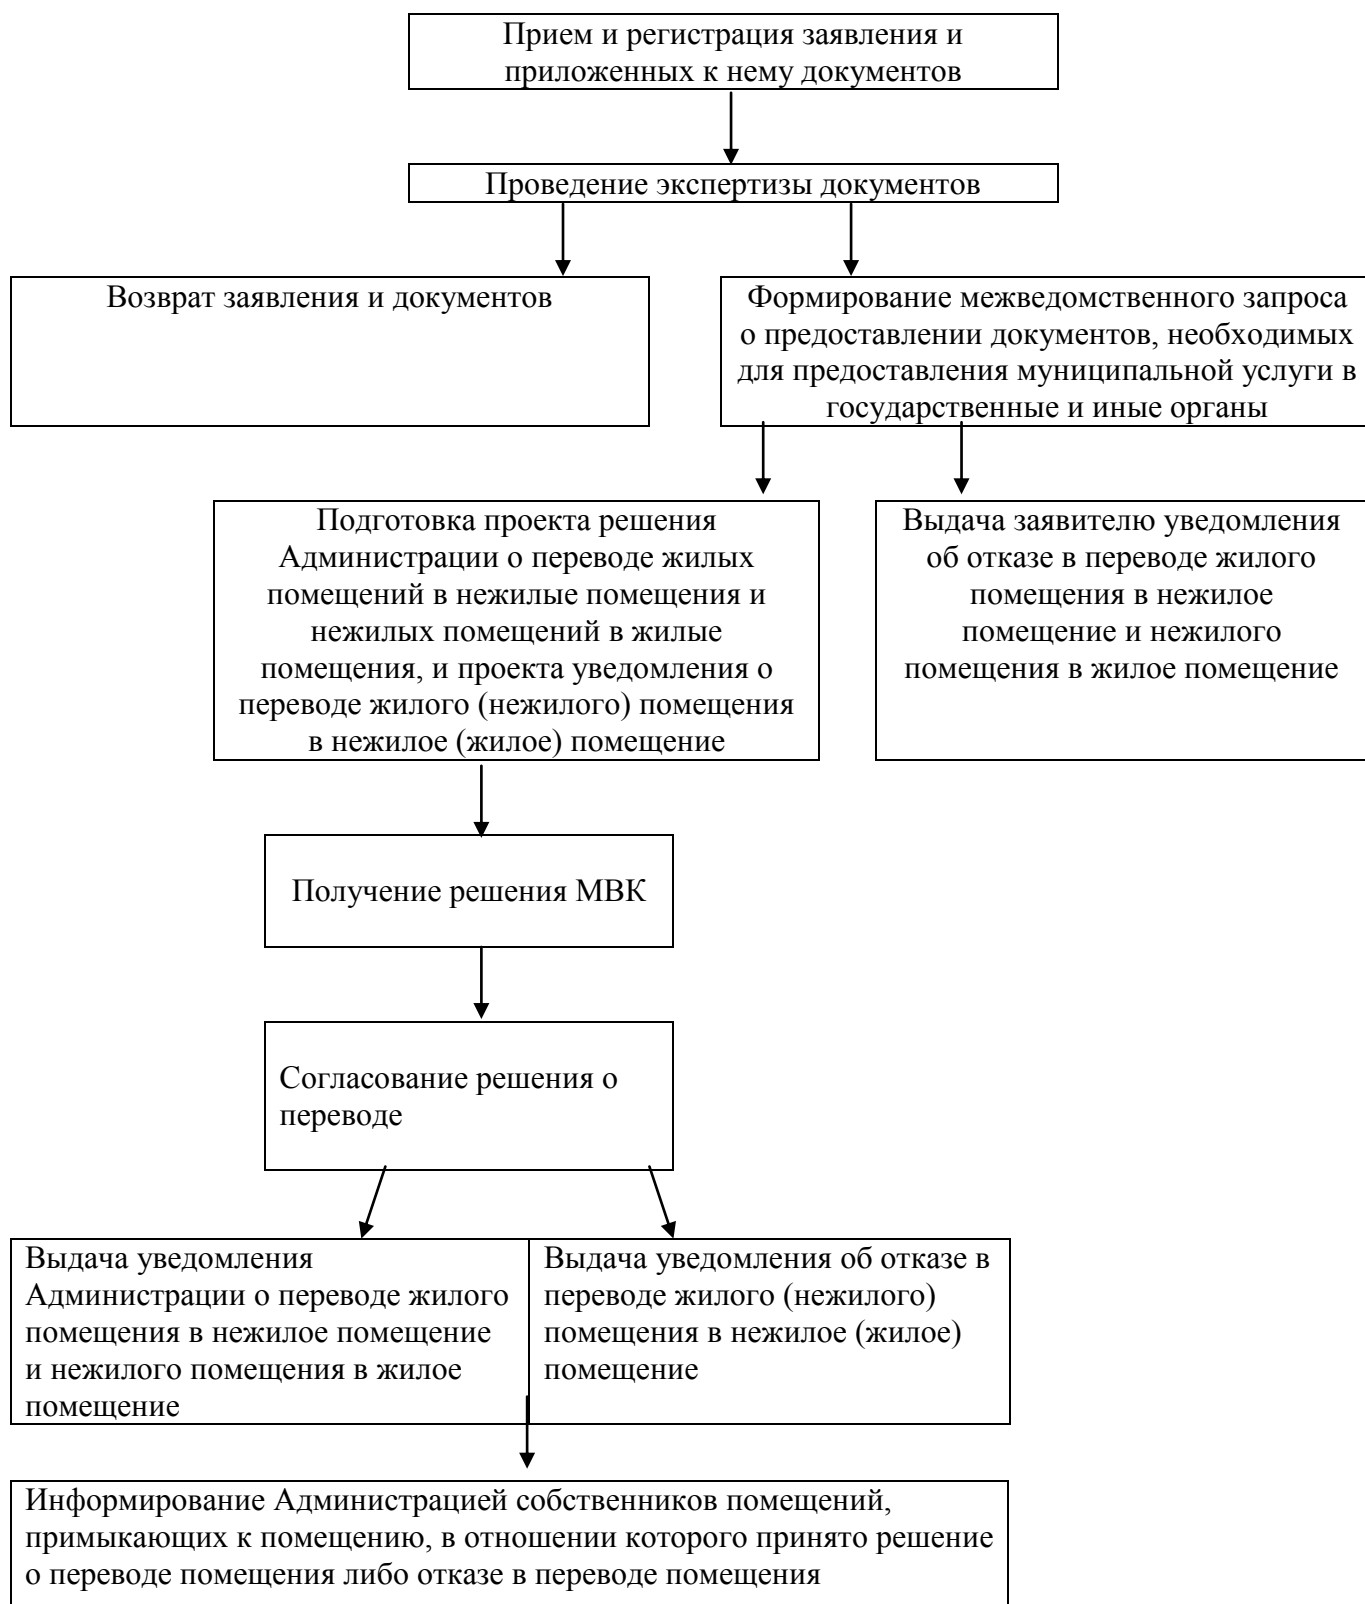 Прием и регистрация заявления и
приложенных к нему документов
Проведение экспертизы документов
Возврат заявления и документов
Формирование межведомственного запроса
о предоставлении документов, необходимых
для предоставления муниципальной услуги в
государственные и иные органы
Подготовка проекта решения
Администрации о переводе жилых
помещений в нежилые помещения и
нежилых помещений в жилые
помещения, и проекта уведомления о
переводе жилого (нежилого) помещения
в нежилое (жилое) помещение
Выдача заявителю уведомления
об отказе в переводе жилого
помещения в нежилое
помещение и нежилого
помещения в жилое помещение
Получение решения МВК
Согласование решения о
переводе
Выдача уведомления
Администрации о переводе жилого
помещения в нежилое помещение
и нежилого помещения в жилое
помещение
Выдача уведомления об отказе в
переводе жилого (нежилого)
помещения в нежилое (жилое)
помещение
Информирование Администрацией собственников помещений,
примыкающих к помещению, в отношении которого принято решение
о переводе помещения либо отказе в переводе помещения